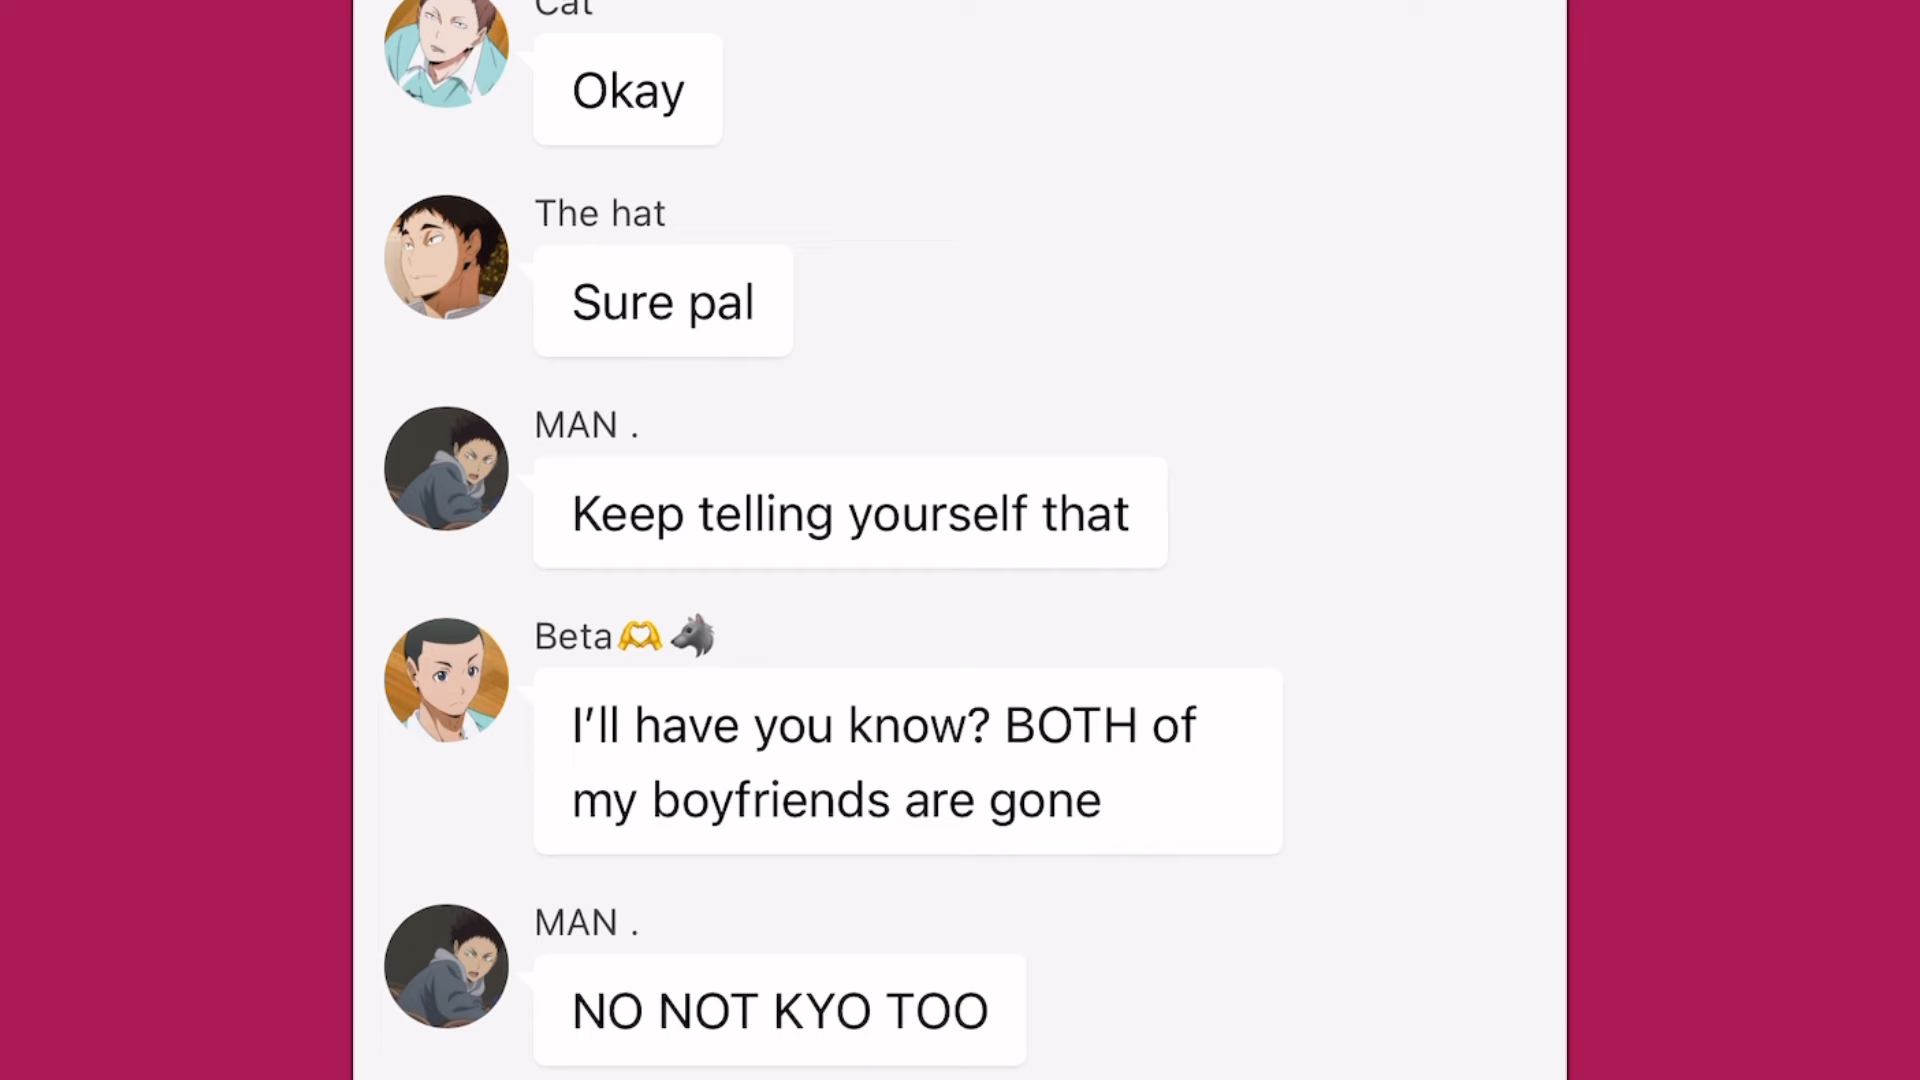 Cat
Okay
The hat
Sure pal
MAN .
Keep telling yourself that
Beta🫶🐺
I’ll have you know? BOTH of
my boyfriends are gone
MAN .
NO NOT KYO TOO